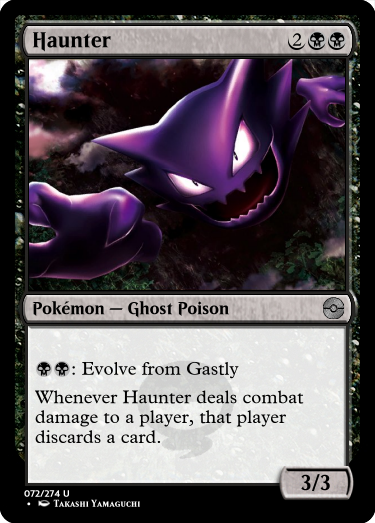 Haunter 2
Pokémon — Ghost Poison
: Evolve from Gastly
Whenever Haunter deals combat
damage to a player, that player
discards a card.
3/3
072/274 U
• Takashi Yamaguchi